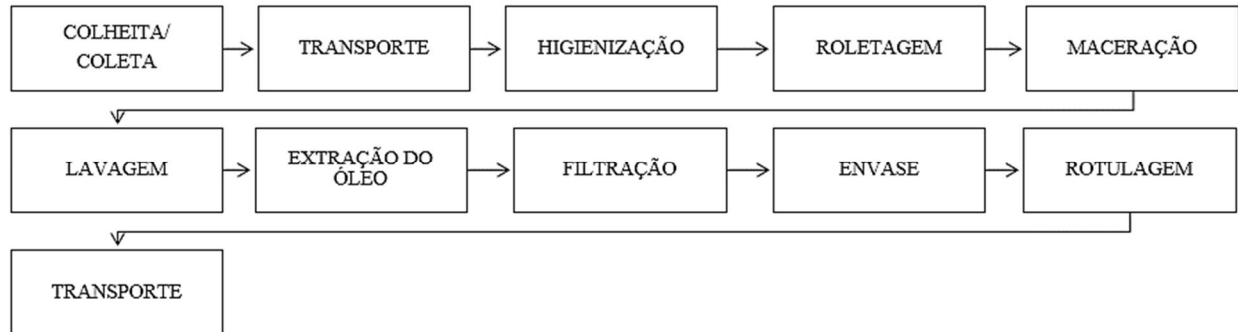 COLHEITA/
COLETA
TRANSPORTE
HIGIENIZAÇÃO
ROLETAGEM
MACERAÇÃO
LAVAGEM
EXTRAÇÃO DO
ÓLEO
FILTRAÇÃO
ENVASE
ROTULAGEM
TRANSPORTE